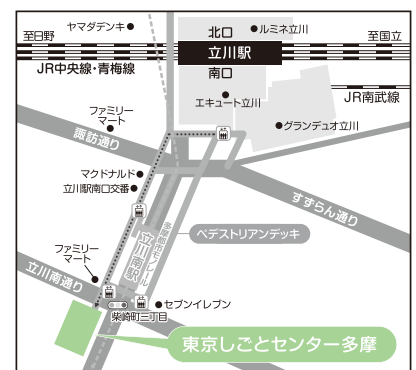 ヤマダデンキ
北口
ルミネ立川
至日野
立川駅
至国立
JR中央線・青梅線
南口
エキュート立川
JR南武線
ファミリー
マート
グランデュオ立川
諏訪通り
マクドナルド
立川駅南口交番
すずらん通り
多摩都市モノレール
立川南駅
ペデストリアンデッキ
ファミリー
マート
立川南通り
セブンイレブン
柴崎町三丁目
東京しごとセンター多摩